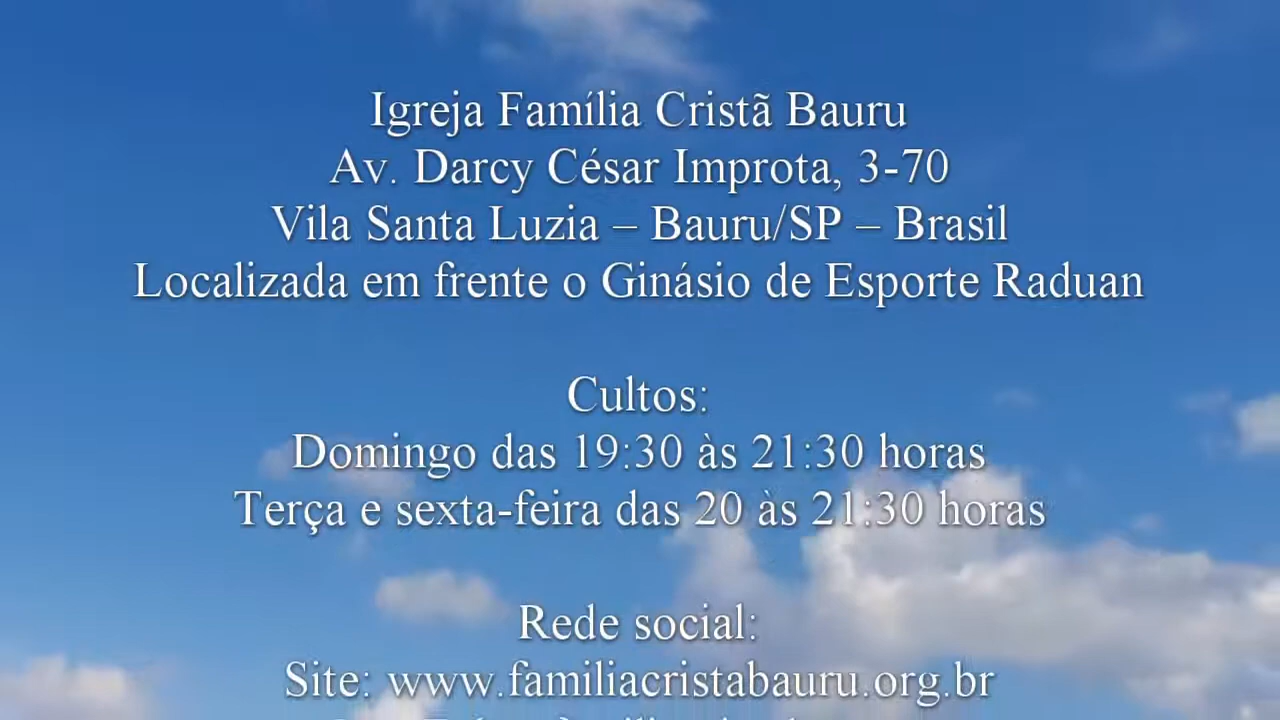 Igreja Família Cristã Bauru
Av. Darcy César Improta, 3-70
Vila Santa Luzia – Bauru/SP – Brasil
Localizada em frente o Ginásio de Esporte Raduan
Cultos:
Domingo das 19:30 às 21:30 horas
Terça e sexta-feira das 20 às 21:30 horas
Rede social:
Site: www.familiacristabauru.org.br